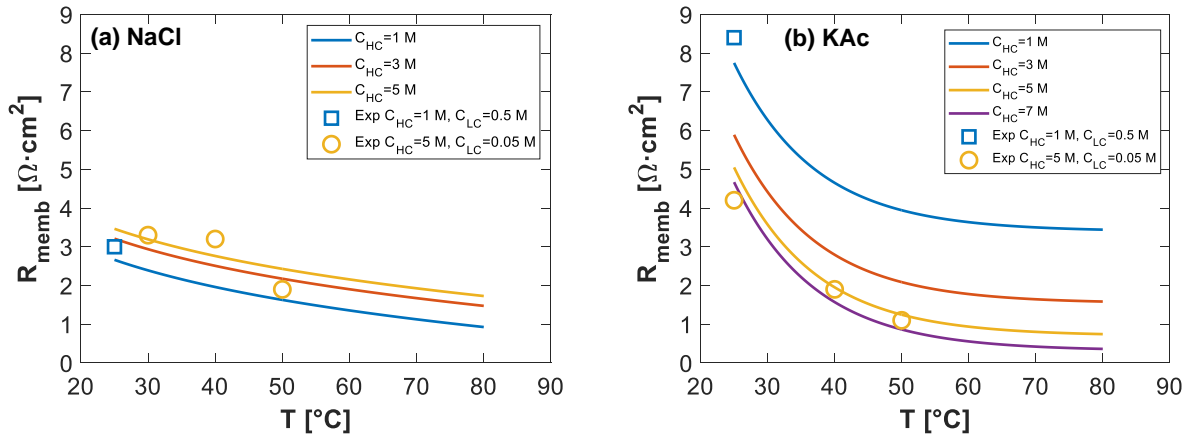 (a) NaCl
C_HC=1 M
C_HC=3 M
C_HC=5 M
Exp C_HC=1 M, C_LC=0.5 M
Exp C_HC=5 M, C_LC=0.05 M
R_memb [Ω·cm²]
9
8
7
6
5
4
3
2
1
0
20 30 40 50 60 70 80 90
T [°C]
(b) KAc
C_HC=1 M
C_HC=3 M
C_HC=5 M
C_HC=7 M
Exp C_HC=1 M, C_LC=0.5 M
Exp C_HC=5 M, C_LC=0.05 M
R_memb [Ω·cm²]
9
8
7
6
5
4
3
2
1
0
20 30 40 50 60 70 80 90
T [°C]